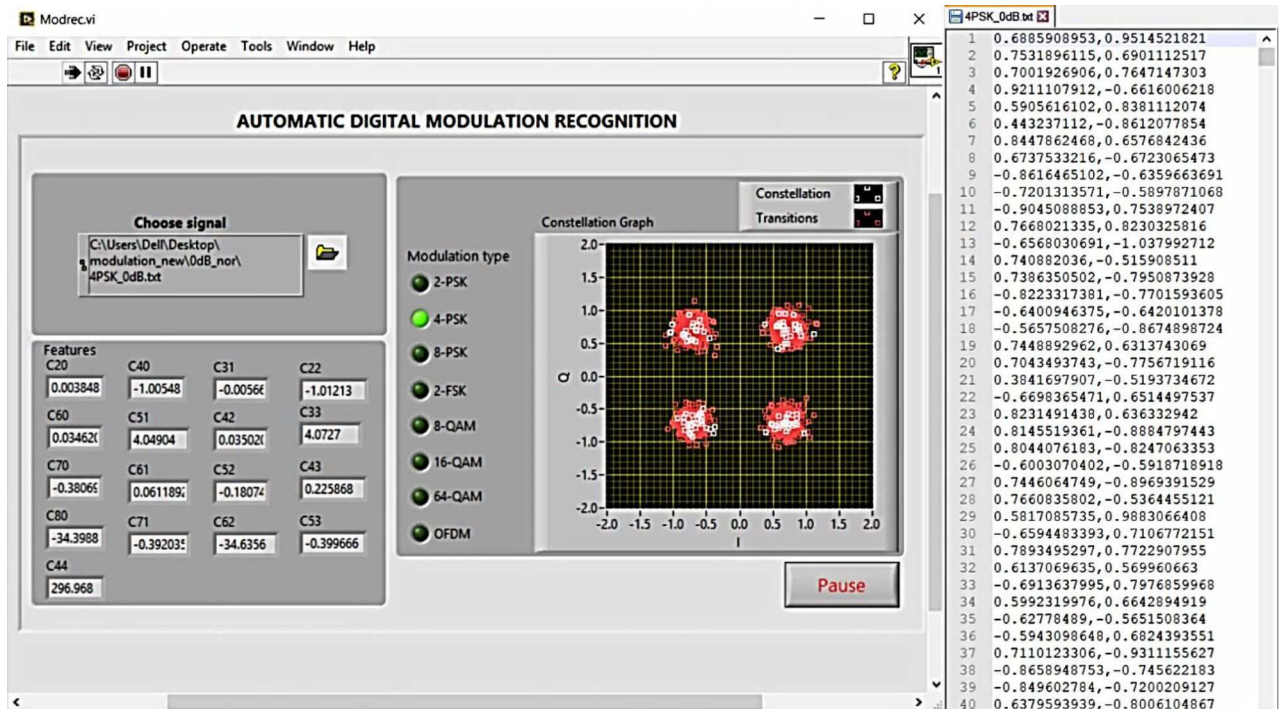 Modrec.vi
File Edit View Project Operate Tools Window Help
AUTOMATIC DIGITAL MODULATION RECOGNITION
Choose signal
C:\Users\Dell\Desktop\
modulation_new\0dB_nor\
4PSK_0dB.txt
Features
C20 C40 C31 C22
0.003848 -1.00548 -0.00566 -1.01213
C60 C51 C42 C33
0.03462 4.04904 0.03502 4.0727
C70 C61 C52 C43
-0.38069 0.061189 -0.18074 0.225868
C80 C71 C62 C53
-34.3988 -0.39203 -34.6356 -0.399666
C44
296.968
Modulation type
2-PSK
4-PSK
8-PSK
2-FSK
8-QAM
16-QAM
64-QAM
OFDM
Constellation
Transitions
Constellation Graph
2.0
1.5
1.0
0.5
0.0
-0.5
-1.0
-1.5
-2.0
Q
-2.0 -1.5 -1.0 -0.5 0.0 0.5 1.0 1.5 2.0
I
Pause
4PSK_0dB.txt
1 0.6885908953,0.9514521821
2 0.7531896115,0.6901112517
3 0.7001926906,0.7647147303
4 0.9211107912,-0.6616006218
5 0.5905616102,0.8381112074
6 0.443237112,-0.8612077854
7 0.8447862468,0.6576842436
8 0.6737533216,-0.6723065473
9 -0.8616465102,-0.6359663691
10 -0.7201313571,-0.5897871068
11 -0.9045088853,0.7538972407
12 0.7668021335,0.8230325816
13 -0.6568030691,-1.037992712
14 0.740882036,-0.515908511
15 0.7386350502,-0.7950873928
16 -0.8223317381,-0.7701593605
17 -0.6400946375,-0.6420101378
18 -0.5657508276,-0.8674898724
19 0.7448892962,0.6313743069
20 0.7043493743,-0.7756719116
21 0.3841697907,-0.5193734672
22 -0.6698365471,0.6514497537
23 0.8231491438,0.636332942
24 0.8145519361,-0.8884797443
25 0.8044076183,-0.8247063353
26 -0.6003070402,-0.5918718918
27 0.7446064749,-0.8969391529
28 0.7660835802,-0.5364455121
29 0.5817085735,0.9883066408
30 -0.6594483393,0.7106772151
31 0.7893495297,0.7722907955
32 0.6137069635,0.569960663
33 -0.6913637995,0.7976859968
34 0.5992319976,0.6642894919
35 -0.62778489,-0.5651508364
36 -0.5943098648,0.6824393551
37 0.7110123306,-0.9311155627
38 -0.8658948753,-0.745622183
39 -0.849602784,-0.7200209127
40 0.6379593939,-0.8006104867